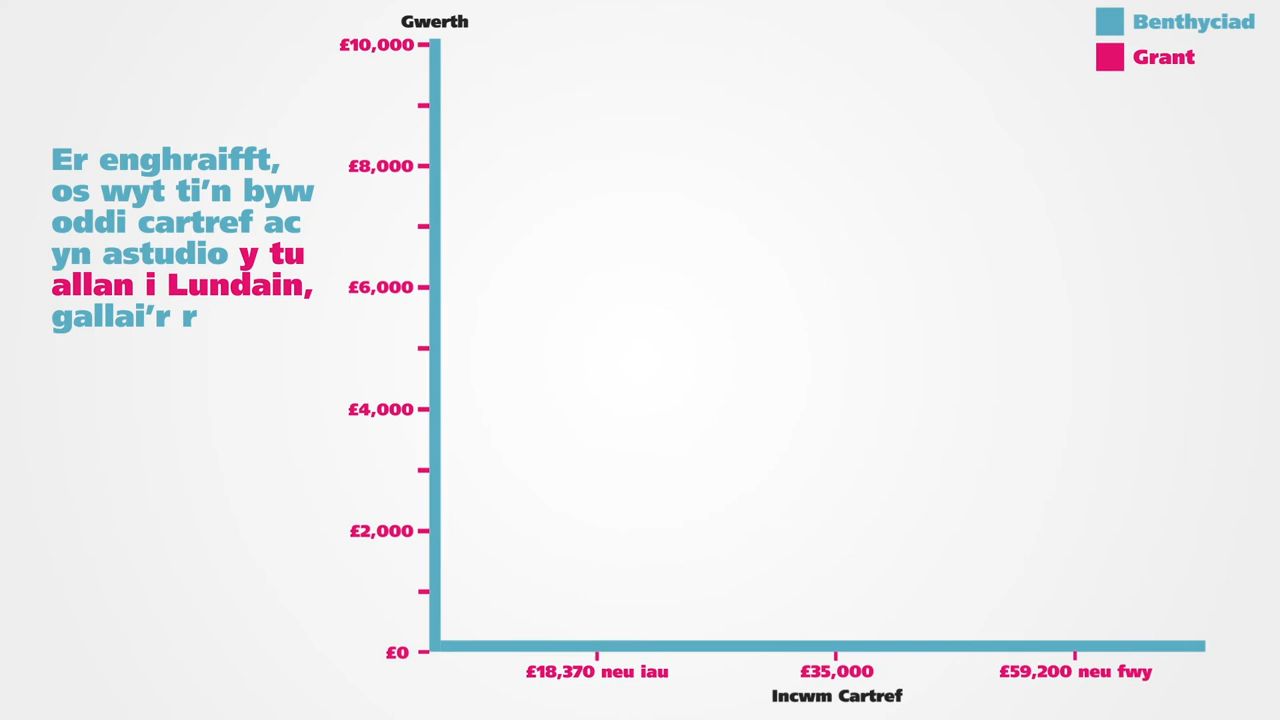 Gwerth
Benthyciad
Grant
Er enghraifft,
os wyt ti’n byw
oddi cartref ac
yn astudio y tu
allan i Lundain,
gallai’r r
£10,000
£8,000
£6,000
£4,000
£2,000
£0
£18,370 neu iau
£35,000
£59,200 neu fwy
Incwm Cartref